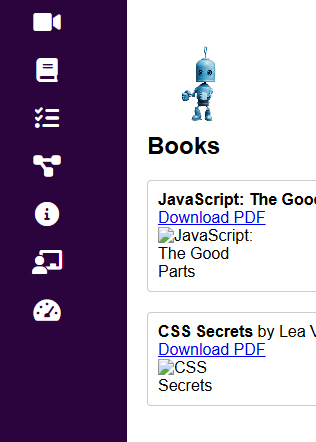 Books
JavaScript: The Good
Download PDF
JavaScript:
The Good
Parts
CSS Secrets by Lea V
Download PDF
CSS
Secrets